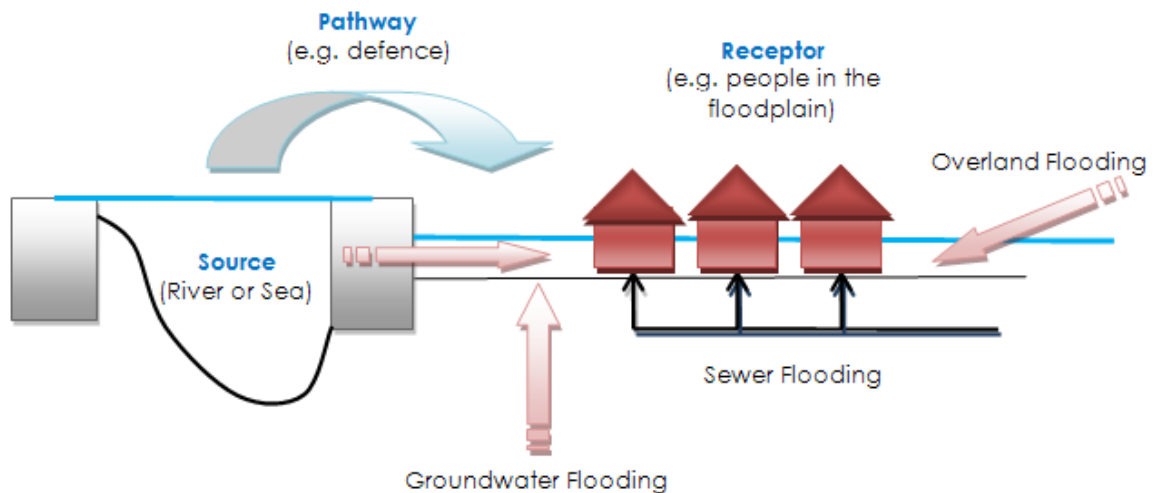 Pathway
(e.g. defence)
Receptor
(e.g. people in the
floodplain)
Overland Flooding
Source
(River or Sea)
Sewer Flooding
Groundwater Flooding